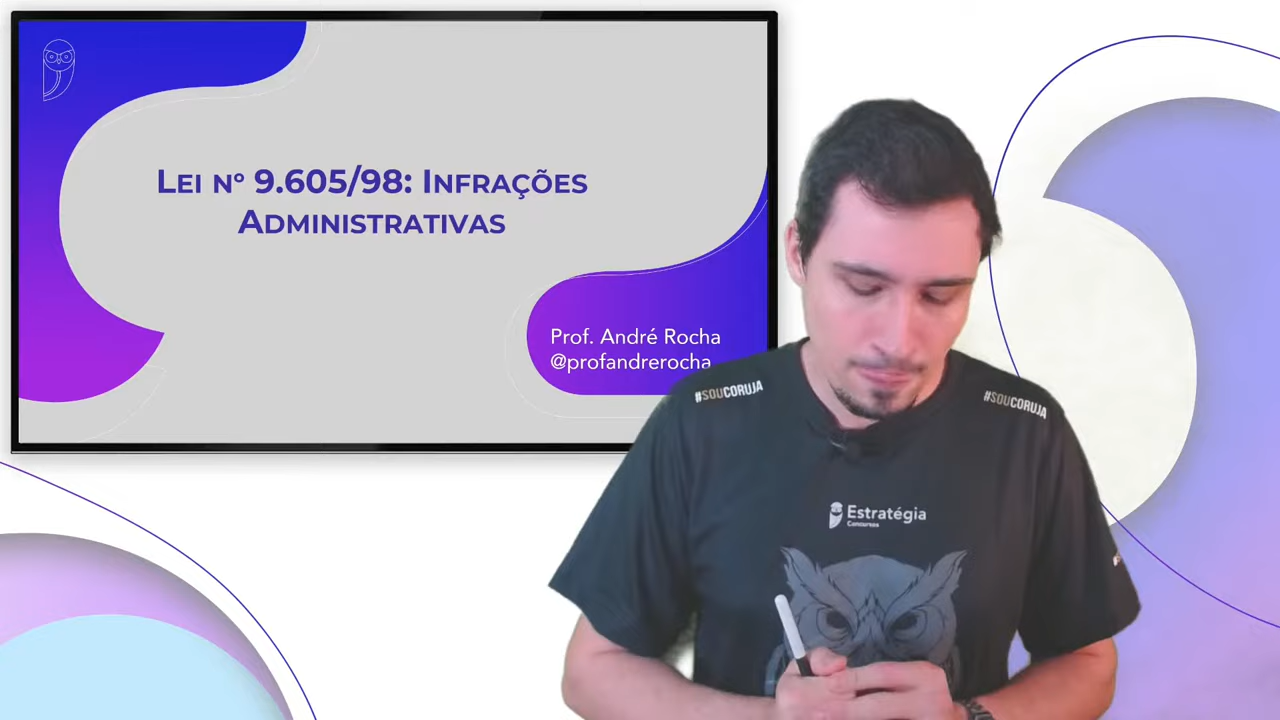 Lei nº 9.605/98: Infrações
Administrativas
Prof. André Rocha
@profandrerocha
#SOUCORUJA
#SOUCORUJA
Estratégia
Concursos